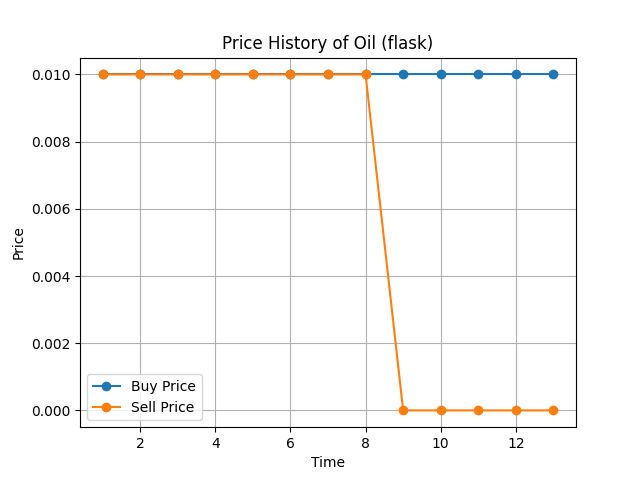 Price History of Oil (flask)
0.010
0.008
0.006
0.004
0.002
0.000
Price
Buy Price
Sell Price
2 4 6 8 10 12
Time